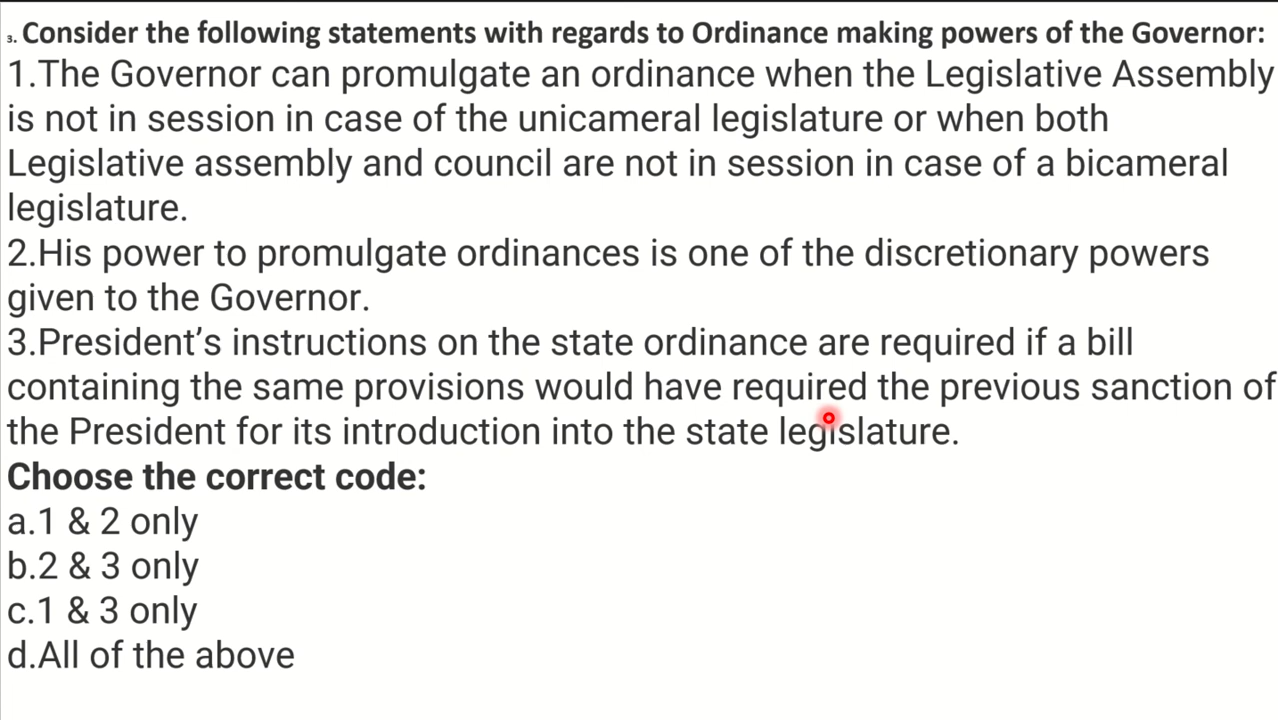 3. Consider the following statements with regards to Ordinance making powers of the Governor:
1.The Governor can promulgate an ordinance when the Legislative Assembly
is not in session in case of the unicameral legislature or when both
Legislative assembly and council are not in session in case of a bicameral
legislature.
2.His power to promulgate ordinances is one of the discretionary powers
given to the Governor.
3.President’s instructions on the state ordinance are required if a bill
containing the same provisions would have required the previous sanction of
the President for its introduction into the state legislature.
Choose the correct code:
a.1 & 2 only
b.2 & 3 only
c.1 & 3 only
d.All of the above